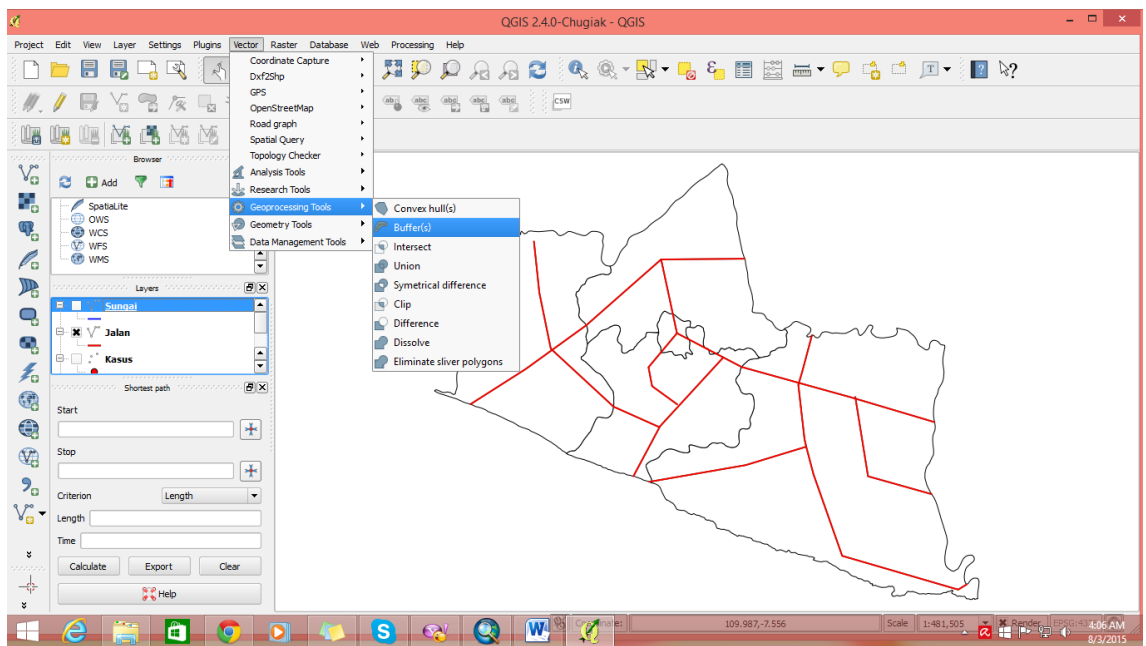 QGIS 2.4.0-Chugiak - QGIS
Project Edit View Layer Settings Plugins Vector Raster Database Web Processing Help
Coordinate Capture
Dxf2Shp
GPS
OpenStreetMap
Road graph
Spatial Query
Topology Checker
Analysis Tools
Research Tools
Geoprocessing Tools
Geometry Tools
Data Management Tools
Convex hull(s)
Buffer(s)
Intersect
Union
Symetrical difference
Clip
Difference
Dissolve
Eliminate sliver polygons
abc abc abc abc
CSW
Browser
Add
SpatiaLite
OWS
WCS
WFS
WMS
Layers
Sungai
Jalan
Kasus
Shortest path
Start
Stop
Criterion Length
Length
Time
Calculate Export Clear
Help
109.987,-7.556 Scale 1:481,505 Render
4:06 AM
8/3/2015